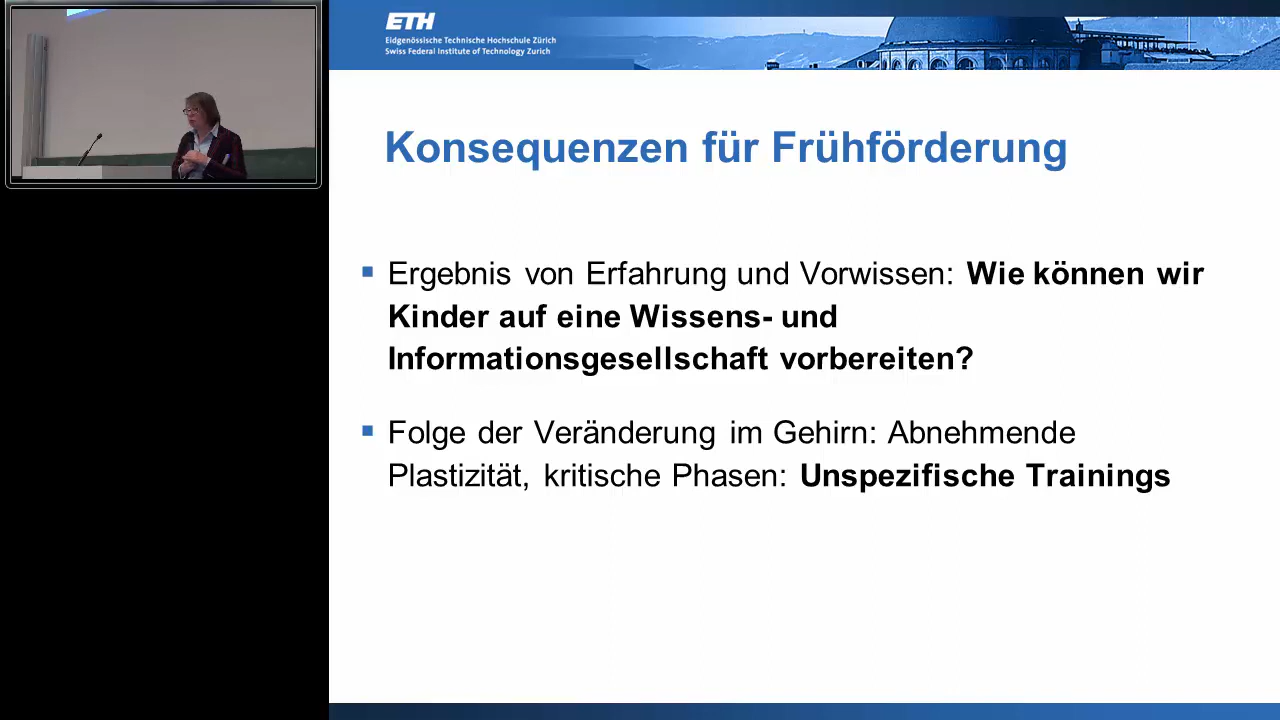 ETH
Eidgenössische Technische Hochschule Zürich
Swiss Federal Institute of Technology Zurich
Konsequenzen für Frühförderung
Ergebnis von Erfahrung und Vorwissen: Wie können wir
Kinder auf eine Wissens- und
Informationsgesellschaft vorbereiten?
Folge der Veränderung im Gehirn: Abnehmende
Plastizität, kritische Phasen: Unspezifische Trainings